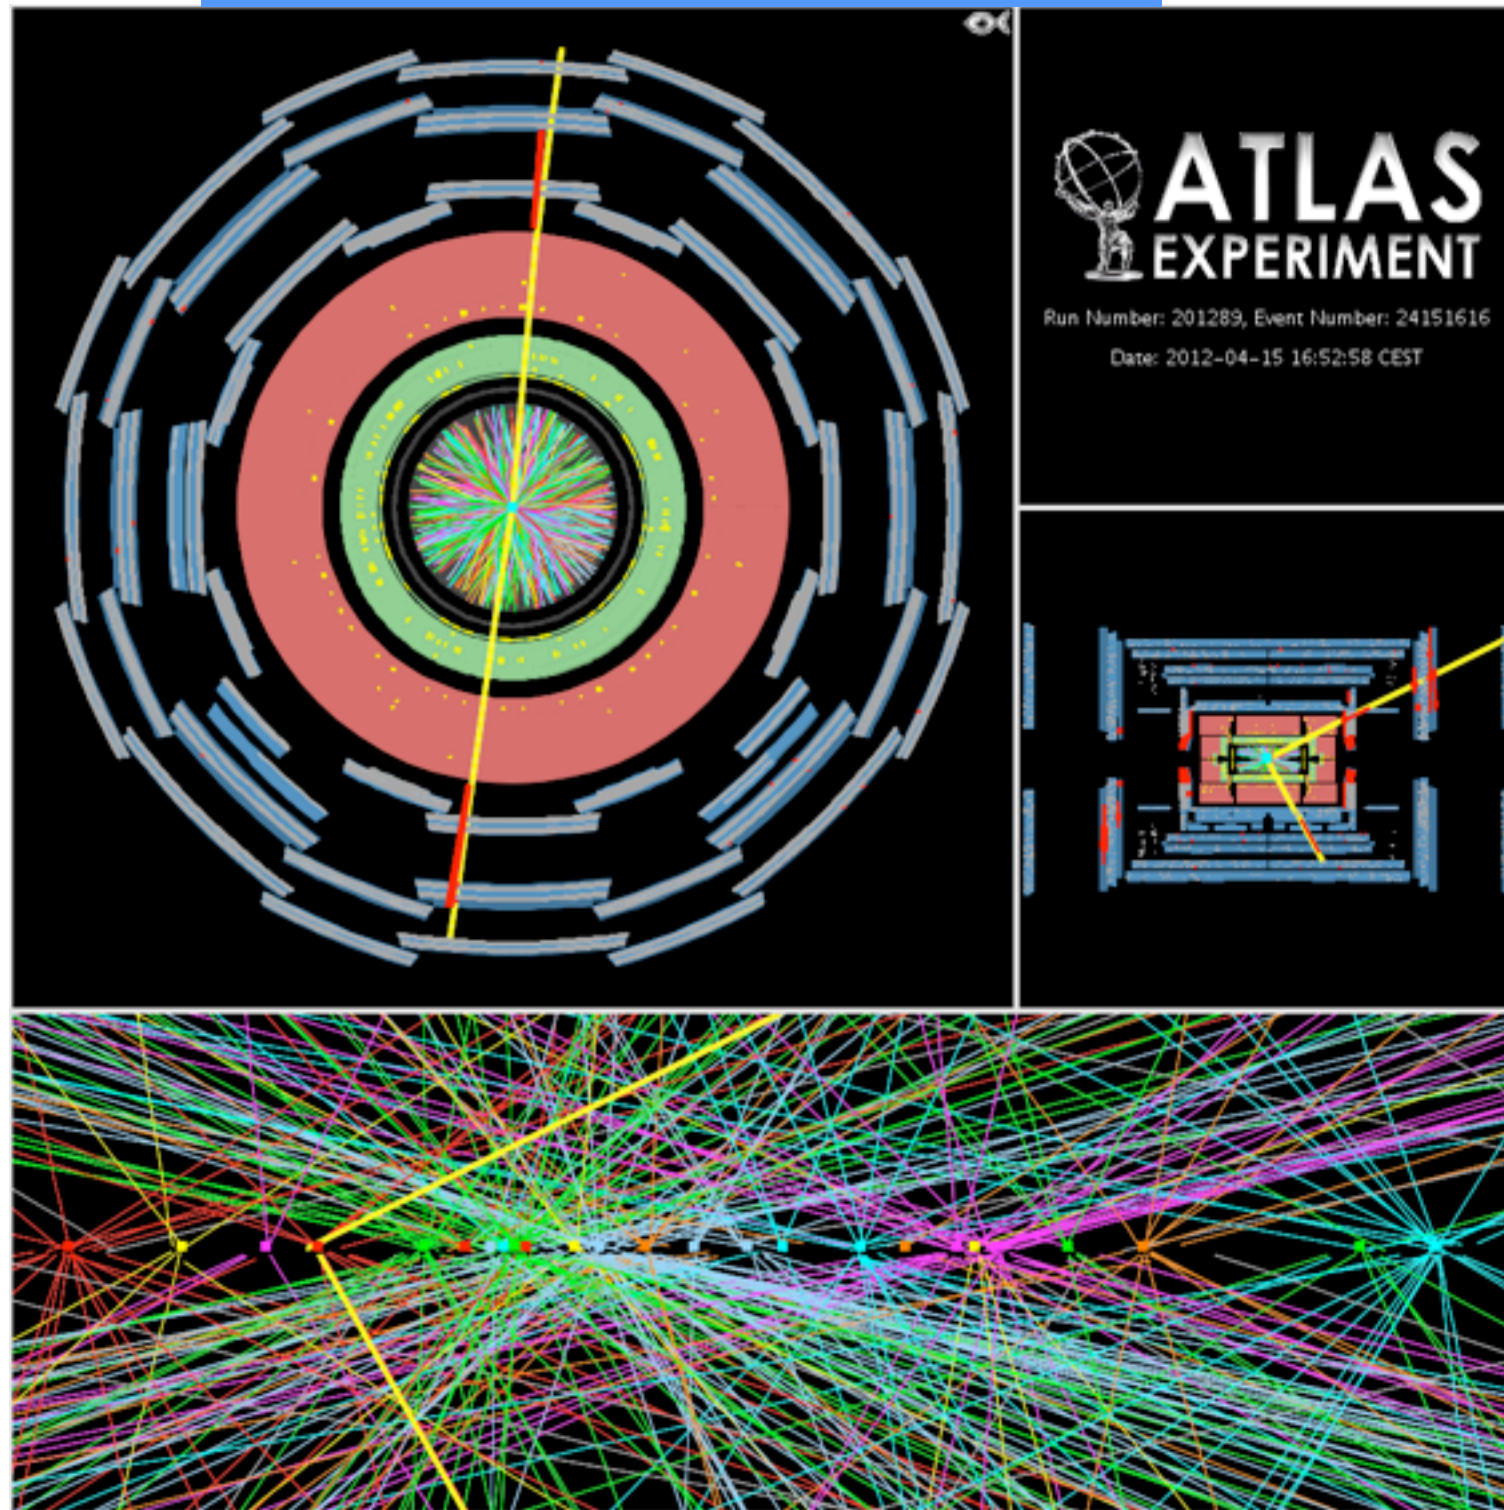 ATLAS
EXPERIMENT
Run Number: 201289, Event Number: 24151616
Date: 2012-04-15 16:52:58 CEST